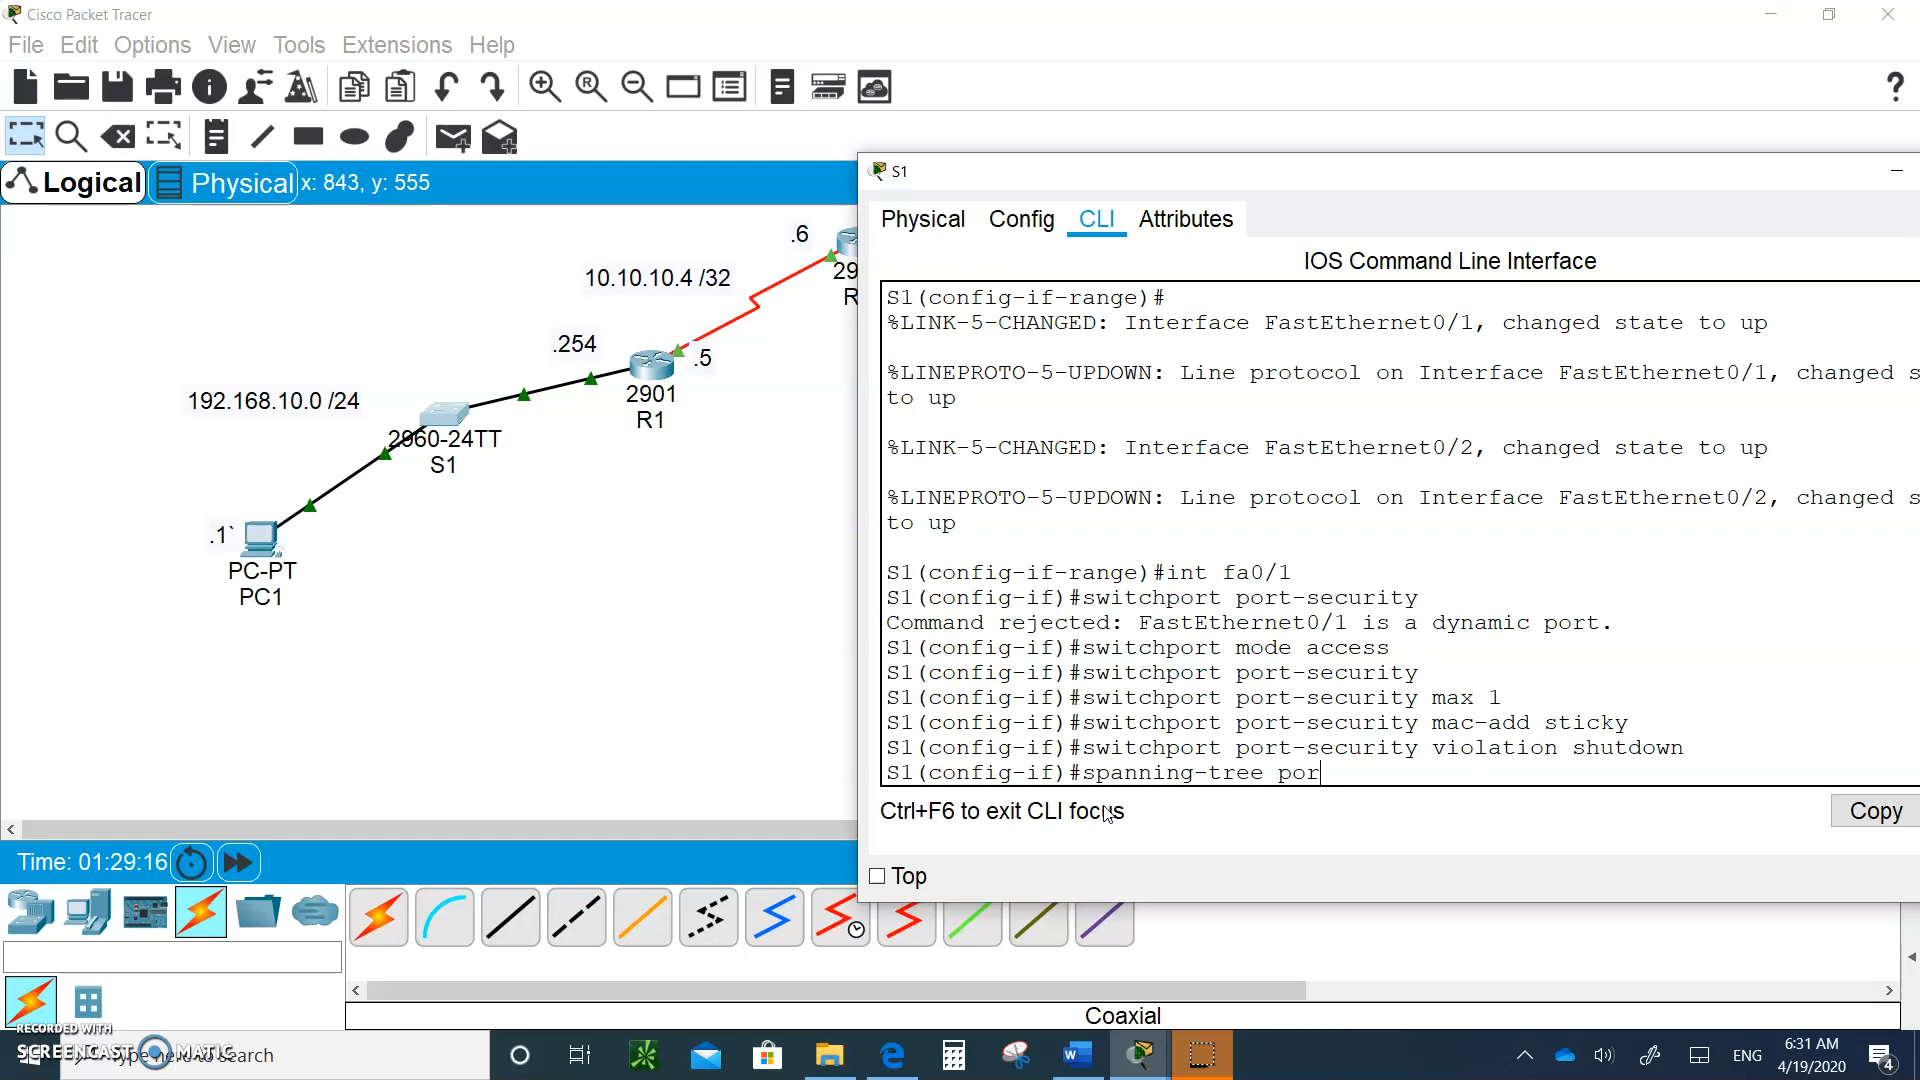 Cisco Packet Tracer
File Edit Options View Tools Extensions Help
?
Logical Physical x: 843, y: 555
.6
10.10.10.4 /32
29
R
.254
.5
2901
R1
192.168.10.0 /24
2960-24TT
S1
.1`
PC-PT
PC1
S1
Physical Config CLI Attributes
IOS Command Line Interface
S1(config-if-range)#
%LINK-5-CHANGED: Interface FastEthernet0/1, changed state to up
%LINEPROTO-5-UPDOWN: Line protocol on Interface FastEthernet0/1, changed s
to up
%LINK-5-CHANGED: Interface FastEthernet0/2, changed state to up
%LINEPROTO-5-UPDOWN: Line protocol on Interface FastEthernet0/2, changed s
to up
S1(config-if-range)#int fa0/1
S1(config-if)#switchport port-security
Command rejected: FastEthernet0/1 is a dynamic port.
S1(config-if)#switchport mode access
S1(config-if)#switchport port-security
S1(config-if)#switchport port-security max 1
S1(config-if)#switchport port-security mac-add sticky
S1(config-if)#switchport port-security violation shutdown
S1(config-if)#spanning-tree por
Ctrl+F6 to exit CLI focus
Copy
Top
Time: 01:29:16
Coaxial
RECORDED WITH
SCREENCAST MATIC
Type here to search
ENG
6:31 AM
4/19/2020
4